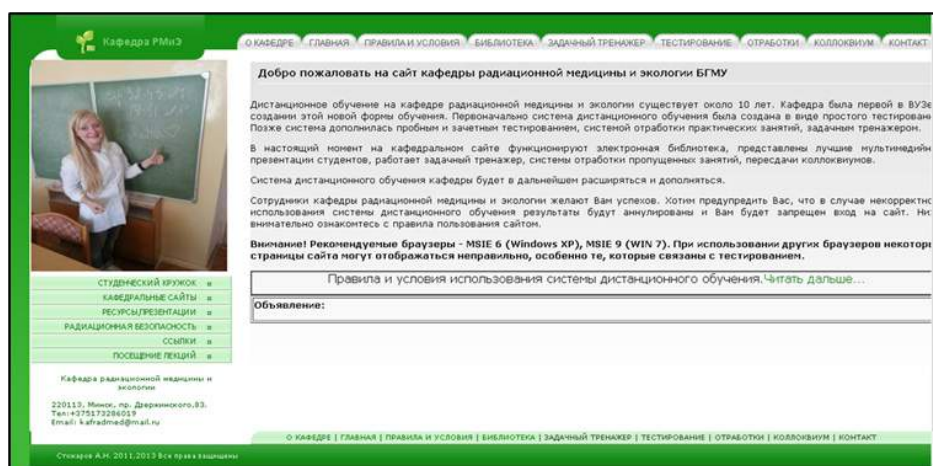 Кафедра РМиЭ
О КАФЕДРЕ ГЛАВНАЯ ПРАВИЛА И УСЛОВИЯ БИБЛИОТЕКА ЗАДАЧНЫЙ ТРЕНАЖЕР ТЕСТИРОВАНИЕ ОТРАБОТКИ КОЛЛОКВИУМ КОНТАКТ
Добро пожаловать на сайт кафедры радиационной медицины и экологии БГМУ
Дистанционное обучение на кафедре радиационной медицины и экологии существует около 10 лет. Кафедра была первой в ВУЗе
создании этой новой формы обучения. Первоначально система дистанционного обучения была создана в виде простого тестирован
Позже система дополнилась пробным и зачетным тестированием, системой отработки практических занятий, задачным тренажером.
В настоящий момент на кафедральном сайте функционируют электронная библиотека, представлены лучшие мультимедийн
презентации студентов, работает задачный тренажер, системы отработки пропущенных занятий, пересдачи коллоквиумов.
Система дистанционного обучения кафедры будет в дальнейшем расширяться и дополняться.
Сотрудники кафедры радиационной медицины и экологии желают Вам успехов. Хотим предупредить Вас, что в случае некорректно
использования системы дистанционного обучения результаты будут аннулированы и Вам будет запрещен вход на сайт. Ни
внимательно ознакомтесь с правила пользования сайтом.
Внимание! Рекомендуемые браузеры - MSIE 6 (Windows XP), MSIE 9 (WIN 7). При использовании других браузеров некотор
страницы сайта могут отображаться неправильно, особенно те, которые связаны с тестированием.
Правила и условия использования системы дистанционного обучения.Читать дальше...
Объявление:
СТУДЕНЧЕСКИЙ КРУЖОК
КАФЕДРАЛЬНЫЕ САЙТЫ
РЕСУРСЫ,ПРЕЗЕНТАЦИИ
РАДИАЦИОННАЯ БЕЗОПАСНОСТЬ
ССЫЛКИ
ПОСЕЩЕНИЕ ЛЕКЦИЙ
Кафедра радиационной медицины и
экологии
220113, Минск, пр. Дзержинского,83.
Тел:+375173286019
Email: kafradmed@mail.ru
О КАФЕДРЕ | ГЛАВНАЯ | ПРАВИЛА И УСЛОВИЯ | БИБЛИОТЕКА | ЗАДАЧНЫЙ ТРЕНАЖЕР | ТЕСТИРОВАНИЕ | ОТРАБОТКИ | КОЛЛОКВИУМ | КОНТАКТ
А.Н. 2011,2013 Все права защищены